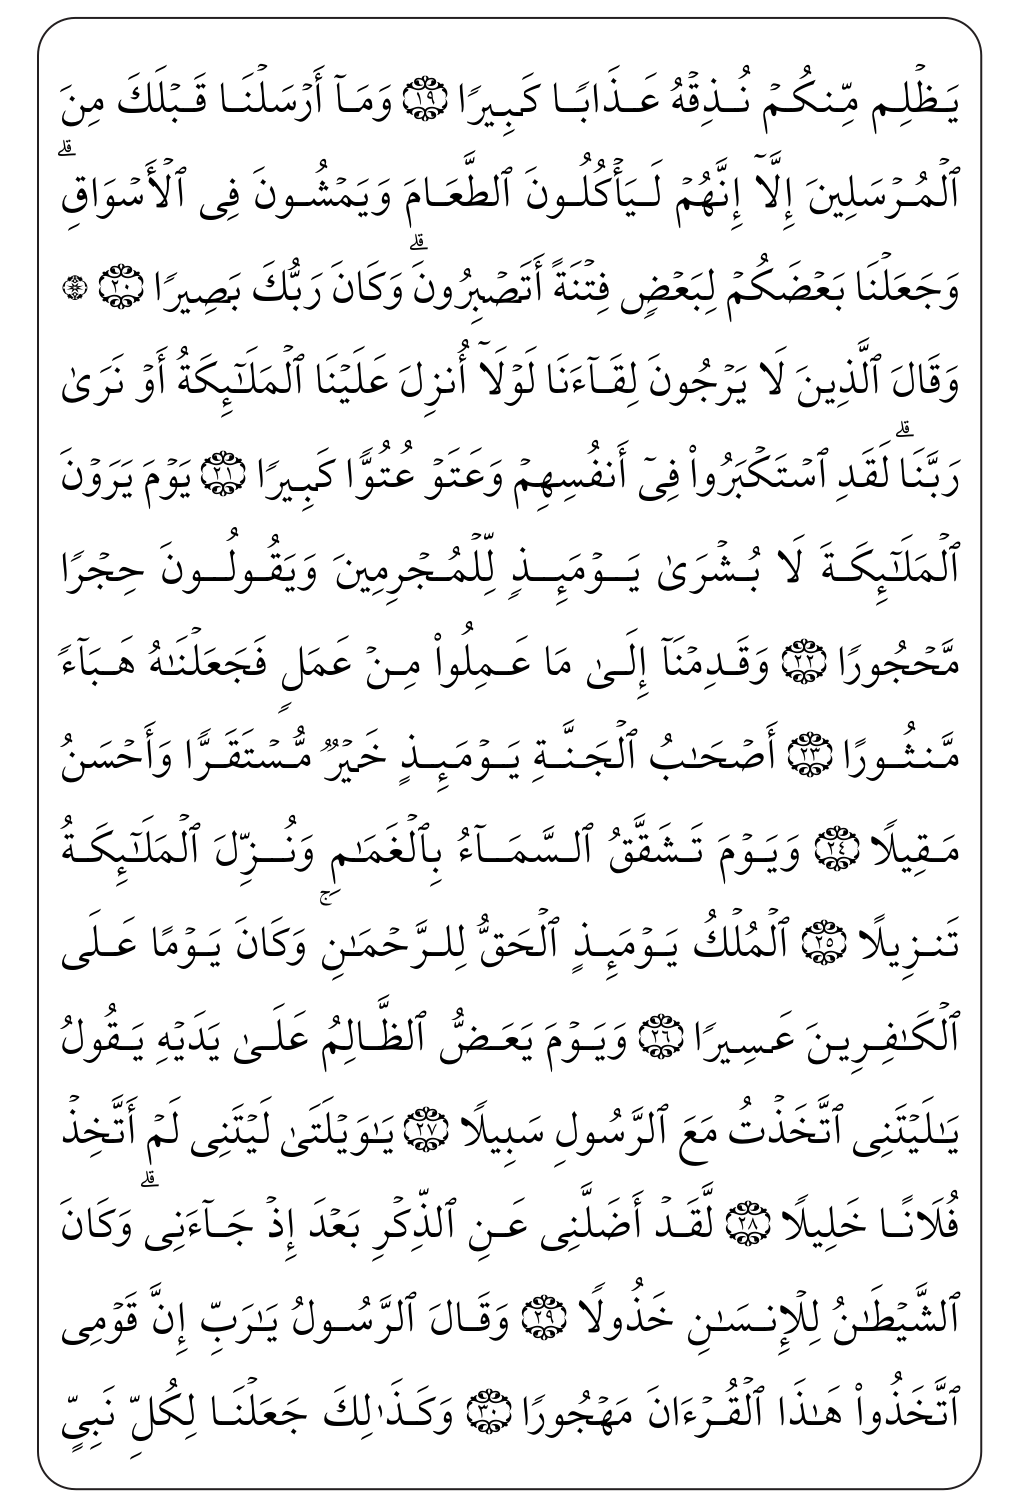 يَظۡلِم مِّنكُمۡ نُذِقۡهُ عَذَابٗا كَبِيرٗا ١٩ وَمَآ أَرۡسَلۡنَا قَبۡلَكَ مِنَ
ٱلۡمُرۡسَلِينَ إِلَّآ إِنَّهُمۡ لَيَأۡكُلُونَ ٱلطَّعَامَ وَيَمۡشُونَ فِي ٱلۡأَسۡوَاقِۗ
وَجَعَلۡنَا بَعۡضَكُمۡ لِبَعۡضٖ فِتۡنَةً أَتَصۡبِرُونَۗ وَكَانَ رَبُّكَ بَصِيرٗا ٢٠ ۞
وَقَالَ ٱلَّذِينَ لَا يَرۡجُونَ لِقَآءَنَا لَوۡلَآ أُنزِلَ عَلَيۡنَا ٱلۡمَلَٰٓئِكَةُ أَوۡ نَرَىٰ
رَبَّنَاۗ لَقَدِ ٱسۡتَكۡبَرُواْ فِيٓ أَنفُسِهِمۡ وَعَتَوۡ عُتُوّٗا كَبِيرٗا ٢١ يَوۡمَ يَرَوۡنَ
ٱلۡمَلَٰٓئِكَةَ لَا بُشۡرَىٰ يَوۡمَئِذٖ لِّلۡمُجۡرِمِينَ وَيَقُولُونَ حِجۡرٗا
مَّحۡجُورٗا ٢٢ وَقَدِمۡنَآ إِلَىٰ مَا عَمِلُواْ مِنۡ عَمَلٖ فَجَعَلۡنَٰهُ هَبَآءٗ
مَّنثُورًا ٢٣ أَصۡحَٰبُ ٱلۡجَنَّةِ يَوۡمَئِذٍ خَيۡرٞ مُّسۡتَقَرّٗا وَأَحۡسَنُ
مَقِيلٗا ٢٤ وَيَوۡمَ تَشَقَّقُ ٱلسَّمَآءُ بِٱلۡغَمَٰمِ وَنُزِّلَ ٱلۡمَلَٰٓئِكَةُ
تَنزِيلًا ٢٥ ٱلۡمُلۡكُ يَوۡمَئِذٍ ٱلۡحَقُّ لِلرَّحۡمَٰنِۚ وَكَانَ يَوۡمًا عَلَى
ٱلۡكَٰفِرِينَ عَسِيرٗا ٢٦ وَيَوۡمَ يَعَضُّ ٱلظَّالِمُ عَلَىٰ يَدَيۡهِ يَقُولُ
يَٰلَيۡتَنِي ٱتَّخَذۡتُ مَعَ ٱلرَّسُولِ سَبِيلٗا ٢٧ يَٰوَيۡلَتَىٰ لَيۡتَنِي لَمۡ أَتَّخِذۡ
فُلَانًا خَلِيلٗا ٢٨ لَّقَدۡ أَضَلَّنِي عَنِ ٱلذِّكۡرِ بَعۡدَ إِذۡ جَآءَنِيۗ وَكَانَ
ٱلشَّيۡطَٰنُ لِلۡإِنسَٰنِ خَذُولٗا ٢٩ وَقَالَ ٱلرَّسُولُ يَٰرَبِّ إِنَّ قَوۡمِي
ٱتَّخَذُواْ هَٰذَا ٱلۡقُرۡءَانَ مَهۡجُورٗا ٣٠ وَكَذَٰلِكَ جَعَلۡنَا لِكُلِّ نَبِيٍّ